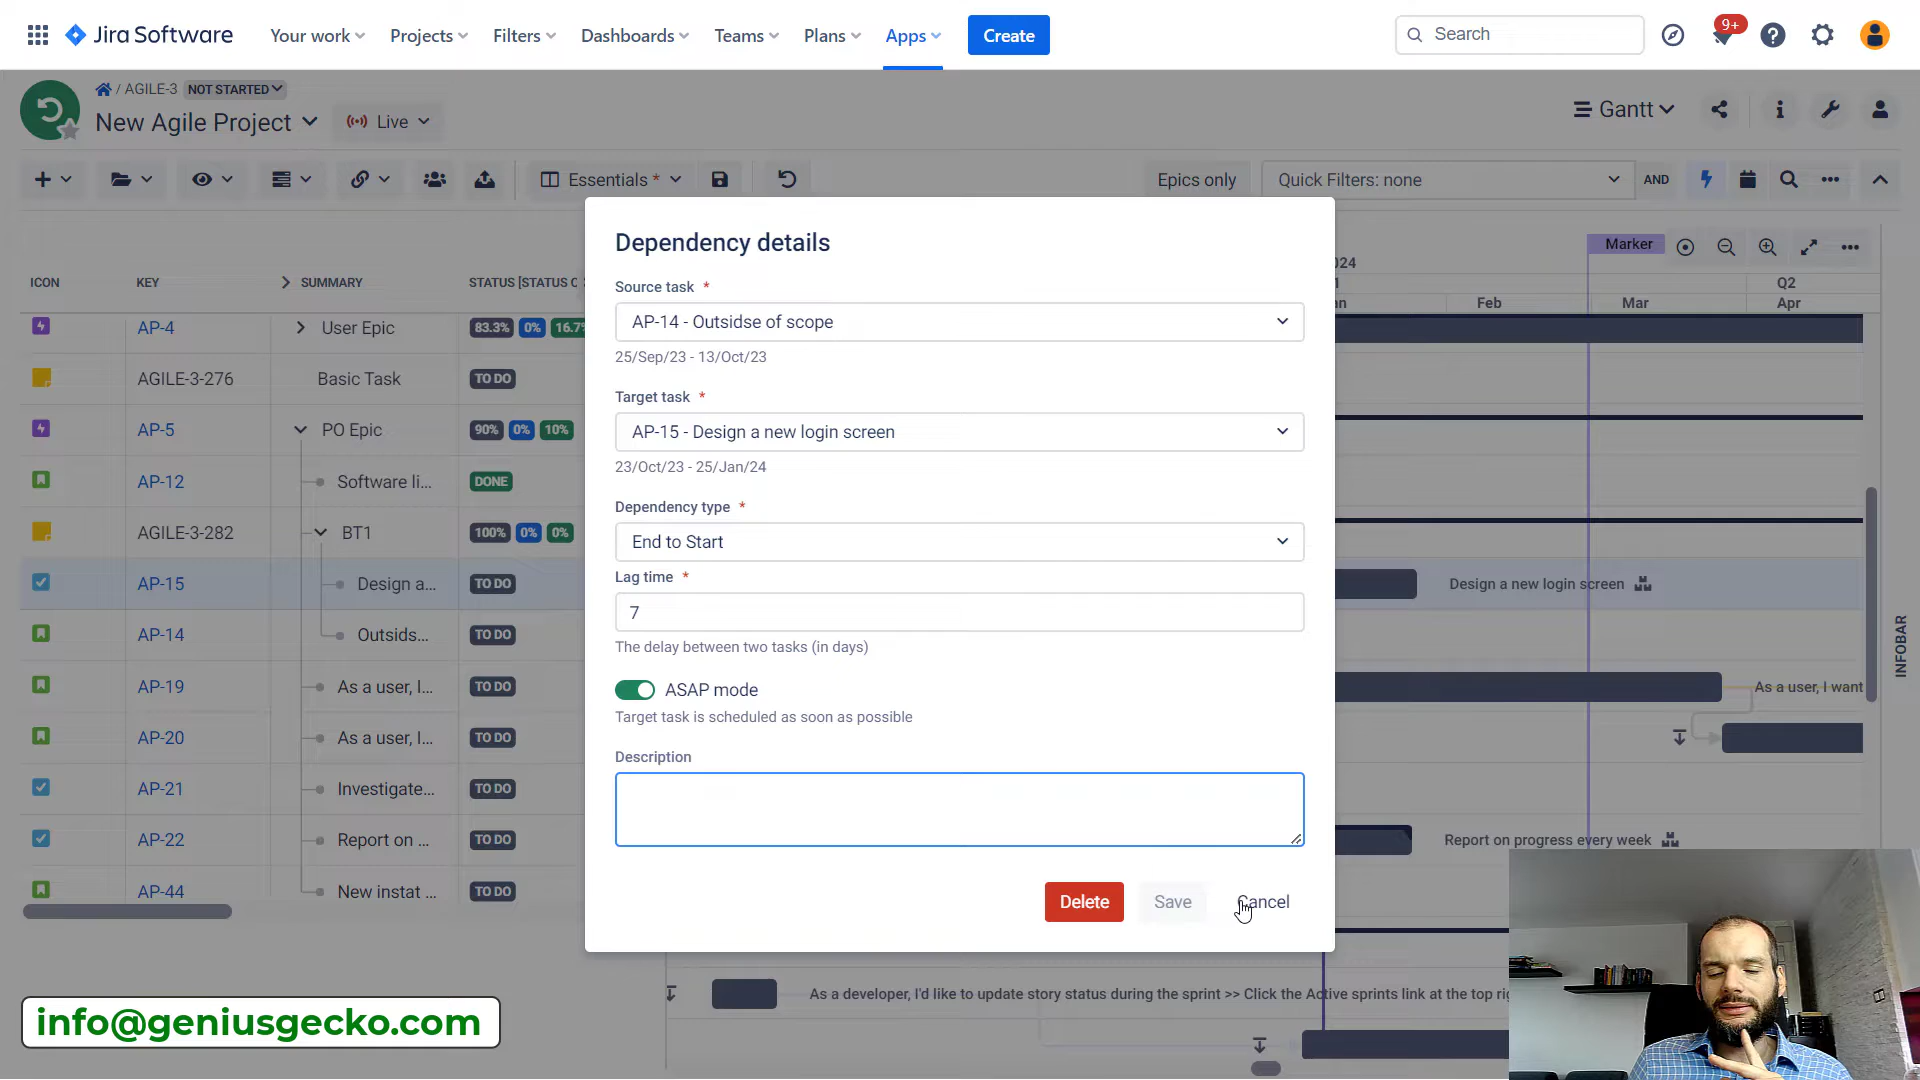 Jira Software Your work Projects Filters Dashboards Teams Plans Apps Create Search 9+
/ AGILE-3 NOT STARTED
New Agile Project Live Gantt
Essentials * Epics only Quick Filters: none AND
Dependency details
Source task *
AP-14 - Outsidse of scope
25/Sep/23 - 13/Oct/23
Target task *
AP-15 - Design a new login screen
23/Oct/23 - 25/Jan/24
Dependency type *
End to Start
Lag time *
7
The delay between two tasks (in days)
ASAP mode
Target task is scheduled as soon as possible
Description
Delete Save Cancel
ICON KEY SUMMARY STATUS [STATUS C
AP-4 User Epic 83.3% 0% 16.7%
AGILE-3-276 Basic Task TO DO
AP-5 PO Epic 90% 0% 10%
AP-12 Software li... DONE
AGILE-3-282 BT1 100% 0% 0%
AP-15 Design a... TO DO
AP-14 Outsids... TO DO
AP-19 As a user, I... TO DO
AP-20 As a user, I... TO DO
AP-21 Investigate... TO DO
AP-22 Report on ... TO DO
AP-44 New instat ... TO DO
Marker
024
Q2
Feb Mar Apr
Design a new login screen
As a user, I want
Report on progress every week
As a developer, I'd like to update story status during the sprint >> Click the Active sprints link at the top rig
INFOBAR
info@geniusgecko.com